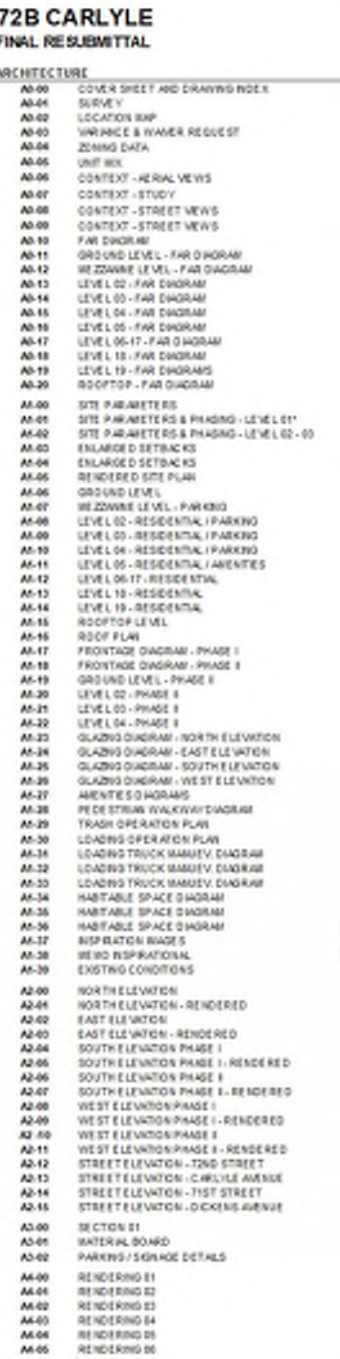 72B CARLYLE
FINAL RESUBMITTAL
ARCHITECTURE
A0-00 COVER SHEET AND DRAWING INDEX
A0-01 SURVEY
A0-02 LOCATION MAP
A0-03 VARIANCE & WAIVER REQUEST
A0-04 ZONING DATA
A0-05 UNIT MIX
A0-06 CONTEXT - AERIAL VIEWS
A0-07 CONTEXT - STUDY
A0-08 CONTEXT - STREET VIEWS
A0-09 CONTEXT - STREET VIEWS
A0-10 FAR DIAGRAM
A0-11 GROUND LEVEL - FAR DIAGRAM
A0-12 MEZZANINE LEVEL - FAR DIAGRAM
A0-13 LEVEL 02 - FAR DIAGRAM
A0-14 LEVEL 03 - FAR DIAGRAM
A0-15 LEVEL 04 - FAR DIAGRAM
A0-16 LEVEL 05 - FAR DIAGRAM
A0-17 LEVEL 06-17 - FAR DIAGRAM
A0-18 LEVEL 18 - FAR DIAGRAM
A0-19 LEVEL 19 - FAR DIAGRAMS
A0-20 ROOFTOP - FAR DIAGRAM
A1-00 SITE PARAMETERS
A1-01 SITE PARAMETERS & PHASING - LEVEL 01*
A1-02 SITE PARAMETERS & PHASING - LEVEL 02 - 03
A1-03 ENLARGED SETBACKS
A1-04 ENLARGED SETBACKS
A1-05 RENDERED SITE PLAN
A1-06 GROUND LEVEL
A1-07 MEZZANINE LEVEL - PARKING
A1-08 LEVEL 02 - RESIDENTIAL / PARKING
A1-09 LEVEL 03 - RESIDENTIAL / PARKING
A1-10 LEVEL 04 - RESIDENTIAL / PARKING
A1-11 LEVEL 05 - RESIDENTIAL / AMENITIES
A1-12 LEVEL 06-17 - RESIDENTIAL
A1-13 LEVEL 18 - RESIDENTIAL
A1-14 LEVEL 19 - RESIDENTIAL
A1-15 ROOFTOP LEVEL
A1-16 ROOF PLAN
A1-17 FRONTAGE DIAGRAM - PHASE I
A1-18 FRONTAGE DIAGRAM - PHASE II
A1-19 GROUND LEVEL - PHASE II
A1-20 LEVEL 02 - PHASE II
A1-21 LEVEL 03 - PHASE II
A1-22 LEVEL 04 - PHASE II
A1-23 GLAZING DIAGRAM - NORTH ELEVATION
A1-24 GLAZING DIAGRAM - EAST ELEVATION
A1-25 GLAZING DIAGRAM - SOUTH ELEVATION
A1-26 GLAZING DIAGRAM - WEST ELEVATION
A1-27 AMENITIES DIAGRAMS
A1-28 PEDESTRIAN WALKWAY DIAGRAM
A1-29 TRASH OPERATION PLAN
A1-30 LOADING OPERATION PLAN
A1-31 LOADING TRUCK MANUEV. DIAGRAM
A1-32 LOADING TRUCK MANUEV. DIAGRAM
A1-33 LOADING TRUCK MANUEV. DIAGRAM
A1-34 HABITABLE SPACE DIAGRAM
A1-35 HABITABLE SPACE DIAGRAM
A1-36 HABITABLE SPACE DIAGRAM
A1-37 INSPIRATION IMAGES
A1-38 MEMO INSPIRATIONAL
A1-39 EXISTING CONDITIONS
A2-00 NORTH ELEVATION
A2-01 NORTH ELEVATION - RENDERED
A2-02 EAST ELEVATION
A2-03 EAST ELEVATION - RENDERED
A2-04 SOUTH ELEVATION PHASE I
A2-05 SOUTH ELEVATION PHASE I - RENDERED
A2-06 SOUTH ELEVATION PHASE II
A2-07 SOUTH ELEVATION PHASE II - RENDERED
A2-08 WEST ELEVATION PHASE I
A2-09 WEST ELEVATION PHASE I - RENDERED
A2 -10 WEST ELEVATION PHASE II
A2-11 WEST ELEVATION PHASE II - RENDERED
A2-12 STREET ELEVATION - 72ND STREET
A2-13 STREET ELEVATION - CARLYLE AVENUE
A2-14 STREET ELEVATION - 71ST STREET
A2-15 STREET ELEVATION - DICKENS AVENUE
A3-00 SECTION 01
A3-01 MATERIAL BOARD
A3-02 PARKING / SIGNAGE DETAILS
A4-00 RENDERING 01
A4-01 RENDERING 02
A4-02 RENDERING 03
A4-03 RENDERING 04
A4-04 RENDERING 05
A4-05 RENDERING 06